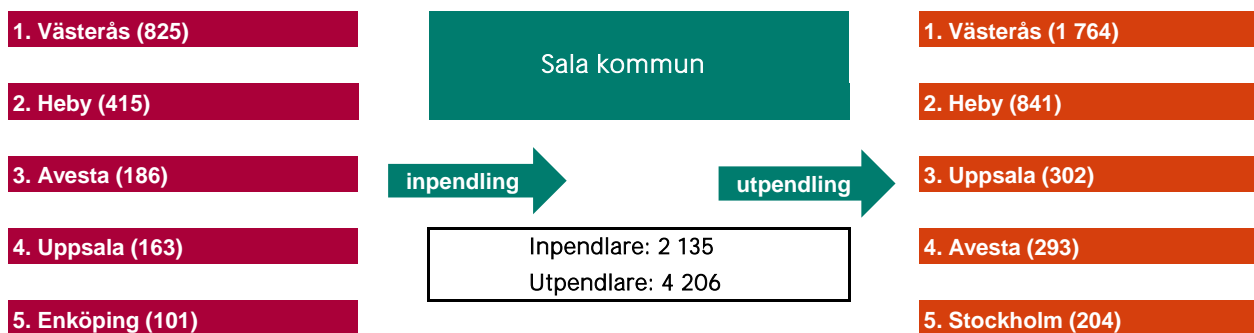 1. Västerås (825)
2. Heby (415)
3. Avesta (186)
4. Uppsala (163)
5. Enköping (101)
Sala kommun
inpendling
utpendling
Inpendlare: 2 135
Utpendlare: 4 206
1. Västerås (1 764)
2. Heby (841)
3. Uppsala (302)
4. Avesta (293)
5. Stockholm (204)